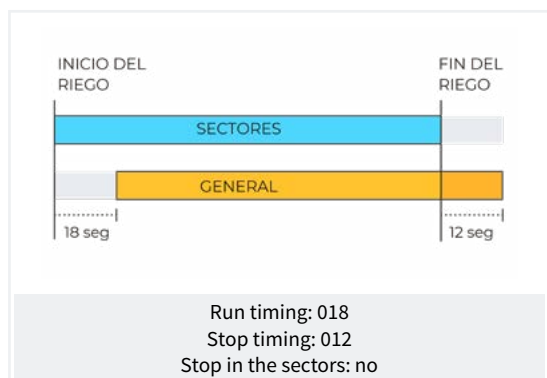 INICIO DEL
RIEGO
FIN DEL
RIEGO
SECTORES
GENERAL
18 seg
12 seg
Run timing: 018
Stop timing: 012
Stop in the sectors: no